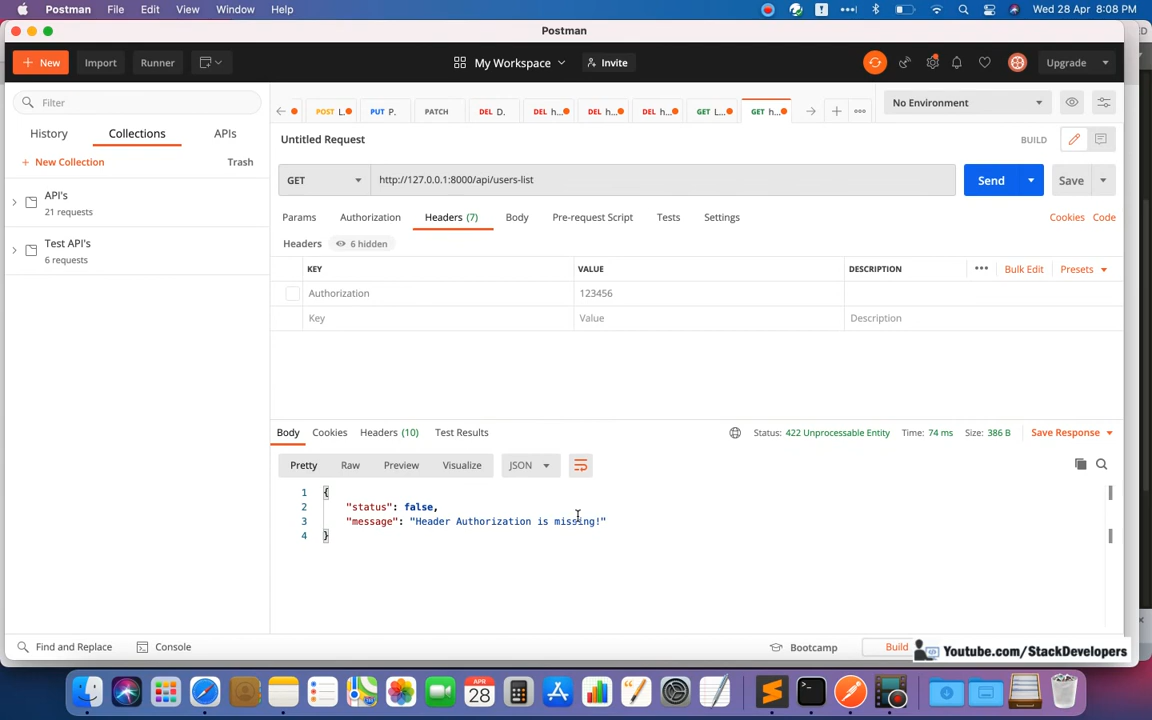 Postman File Edit View Window Help Wed 28 Apr 8:08 PM
Postman
New Import Runner My Workspace Invite Upgrade
Filter
History Collections APIs
+ New Collection Trash
API's
21 requests
Test API's
6 requests
POST L. PUT P. PATCH DEL D. DEL h... DEL h... DEL h... GET L... GET h... No Environment
Untitled Request BUILD
GET http://127.0.0.1:8000/api/users-list Send Save
Params Authorization Headers (7) Body Pre-request Script Tests Settings Cookies Code
Headers 6 hidden
KEY VALUE DESCRIPTION Bulk Edit Presets
Authorization 123456
Key Value Description
Body Cookies Headers (10) Test Results Status: 422 Unprocessable Entity Time: 74 ms Size: 386 B Save Response
Pretty Raw Preview Visualize JSON
1 {
2 "status": false,
3 "message": "Header Authorization is missing!"
4 }
Find and Replace Console Bootcamp Build
Youtube.com/StackDevelopers
APR
28